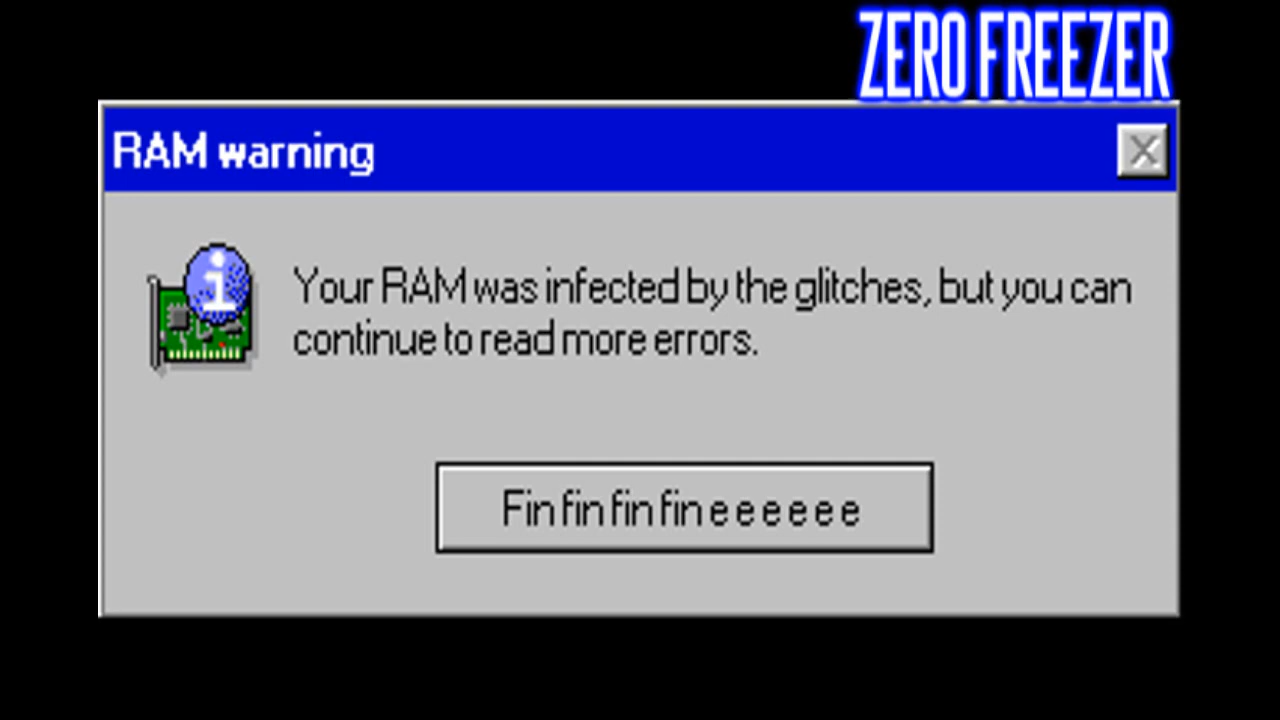 ZERO FREEZER
RAM warning
Your RAM was infected by the glitches, but you can
continue to read more errors.
Fin fin fin fin e e e e e e